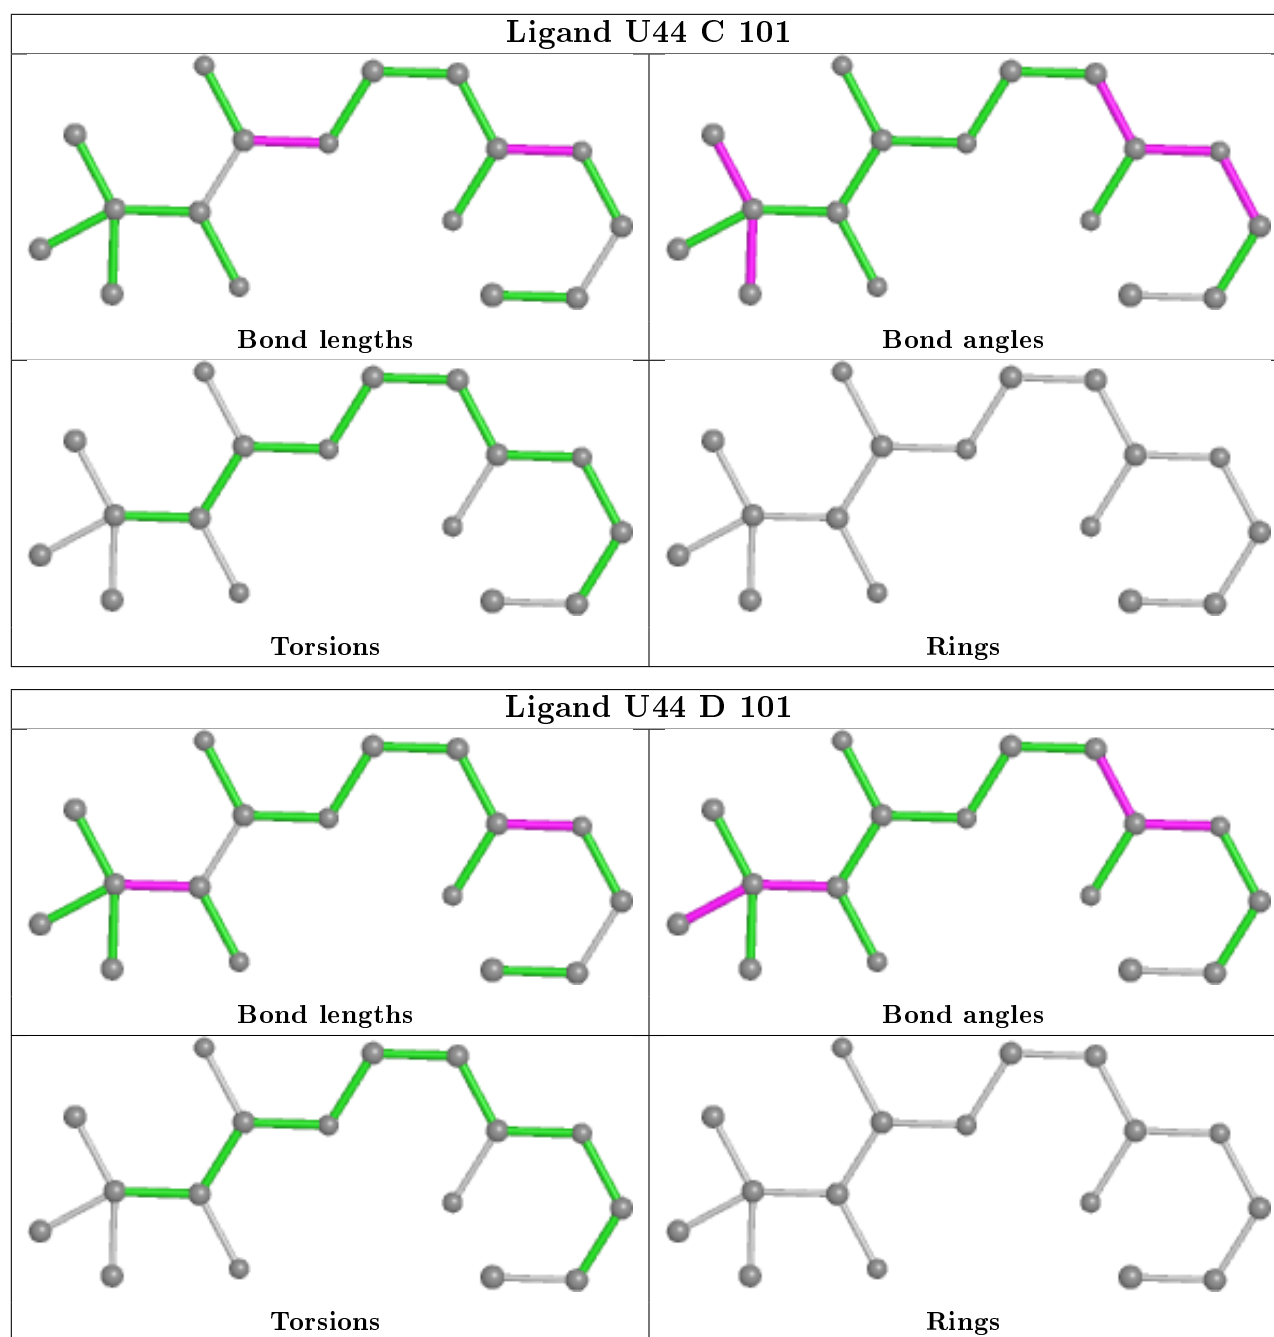 Ligand U44 C 101
Bond lengths
Bond angles
Torsions
Rings
Ligand U44 D 101
Bond lengths
Bond angles
Torsions
Rings